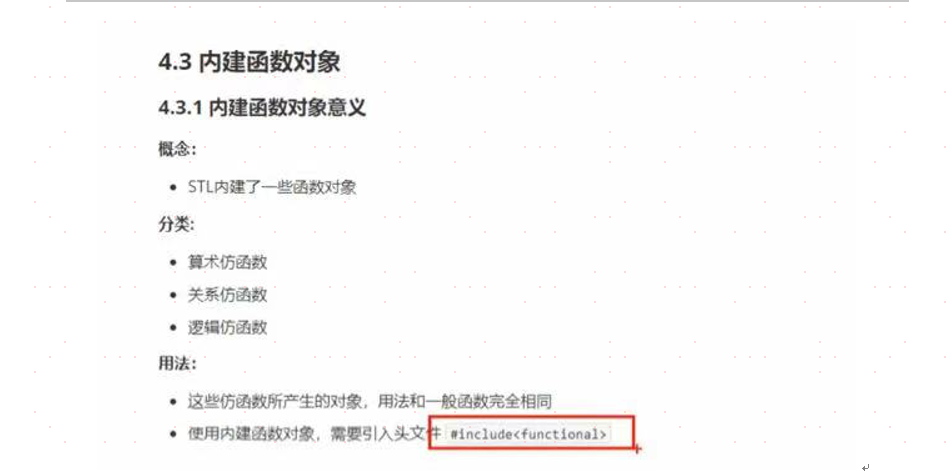 4.3 内建函数对象
4.3.1 内建函数对象意义
概念：
• STL内建了一些函数对象
分类:
• 算术仿函数
• 关系仿函数
• 逻辑仿函数
用法：
• 这些仿函数所产生的对象，用法和一般函数完全相同
• 使用内建函数对象，需要引入头文件 #include<functional>